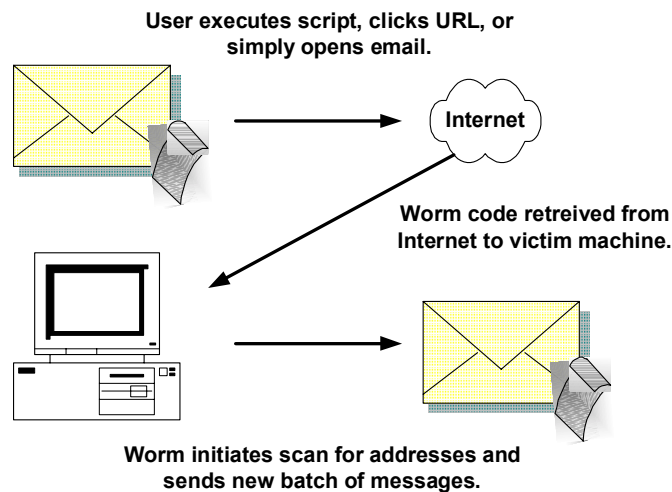 User executes script, clicks URL, or
simply opens email.
Internet
Worm code retreived from
Internet to victim machine.
Worm initiates scan for addresses and
sends new batch of messages.